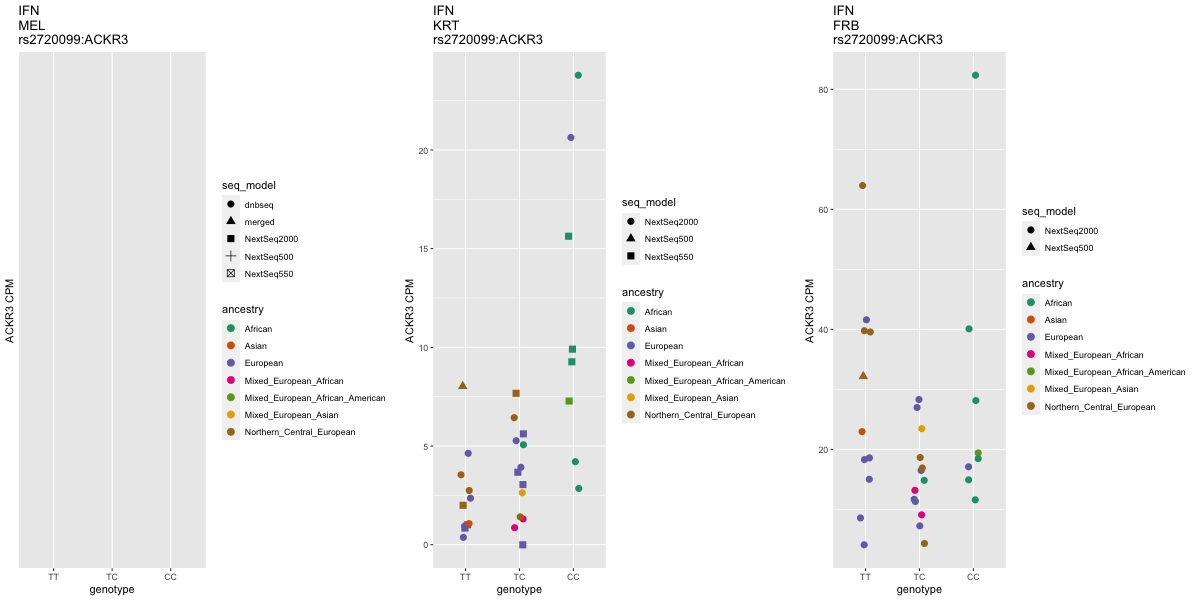 IFN
MEL
rs2720099:ACKR3
ACKR3 CPM
TT TC CC
genotype
seq_model
dnbseq
merged
NextSeq2000
NextSeq500
NextSeq550
ancestry
African
Asian
European
Mixed_European_African
Mixed_European_African_American
Mixed_European_Asian
Northern_Central_European
IFN
KRT
rs2720099:ACKR3
ACKR3 CPM
20
15
10
5
0
TT TC CC
genotype
seq_model
NextSeq2000
NextSeq500
NextSeq550
ancestry
African
Asian
European
Mixed_European_African
Mixed_European_African_American
Mixed_European_Asian
Northern_Central_European
IFN
FRB
rs2720099:ACKR3
ACKR3 CPM
80
60
40
20
TT TC CC
genotype
seq_model
NextSeq2000
NextSeq500
ancestry
African
Asian
European
Mixed_European_African
Mixed_European_African_American
Mixed_European_Asian
Northern_Central_European